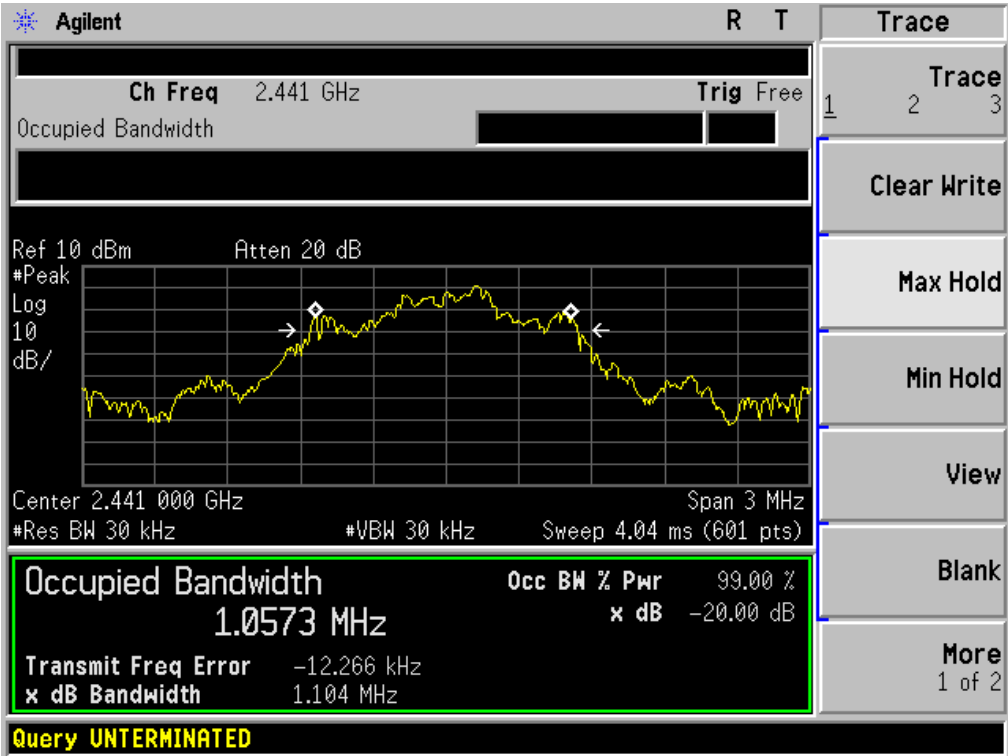 Agilent R T Trace
Ch Freq 2.441 GHz Trig Free
Occupied Bandwidth
Trace
1 2 3
Clear Write
Ref 10 dBm Atten 20 dB
#Peak
Log
10
dB/
Max Hold
Min Hold
View
Center 2.441 000 GHz Span 3 MHz
#Res BW 30 kHz #VBW 30 kHz Sweep 4.04 ms (601 pts)
Blank
Occupied Bandwidth Occ BW % Pwr 99.00 %
1.0573 MHz x dB -20.00 dB
Transmit Freq Error -12.266 kHz
x dB Bandwidth 1.104 MHz
More
1 of 2
Query UNTERMINATED